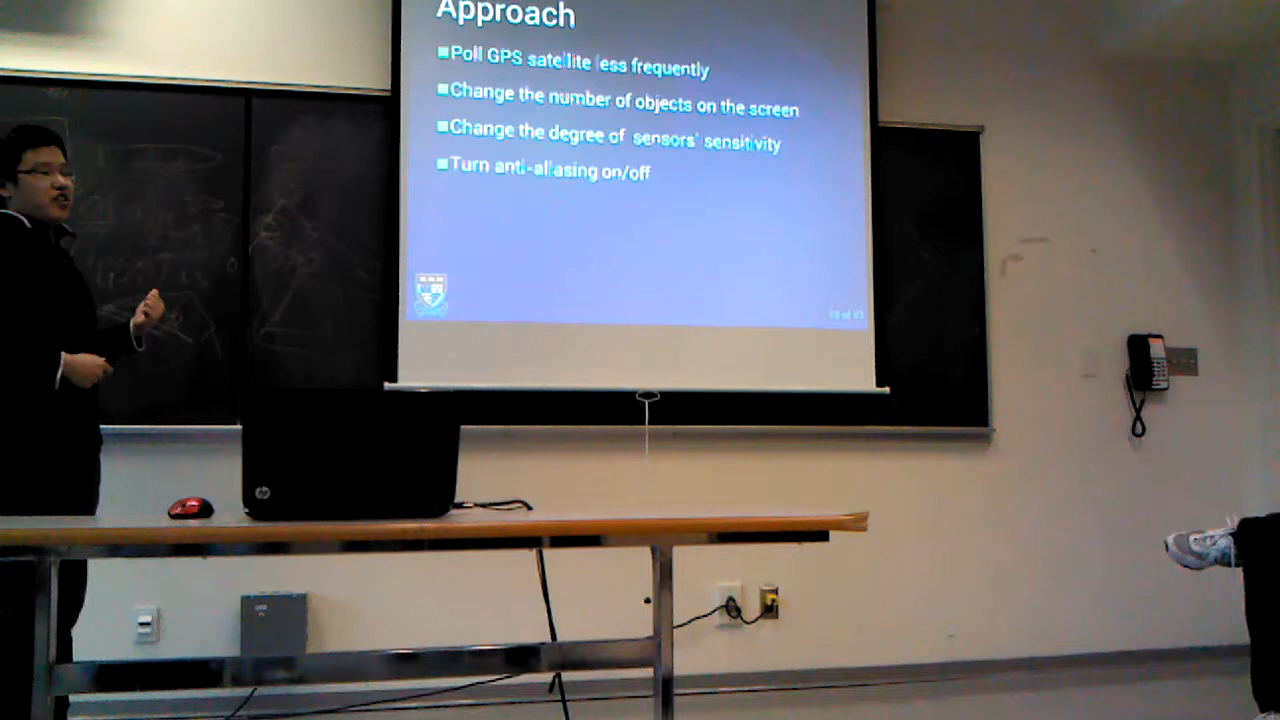 Approach
Poll GPS satellite less frequently
Change the number of objects on the screen
Change the degree of sensors' sensitivity
Turn anti-aliasing on/off
hp